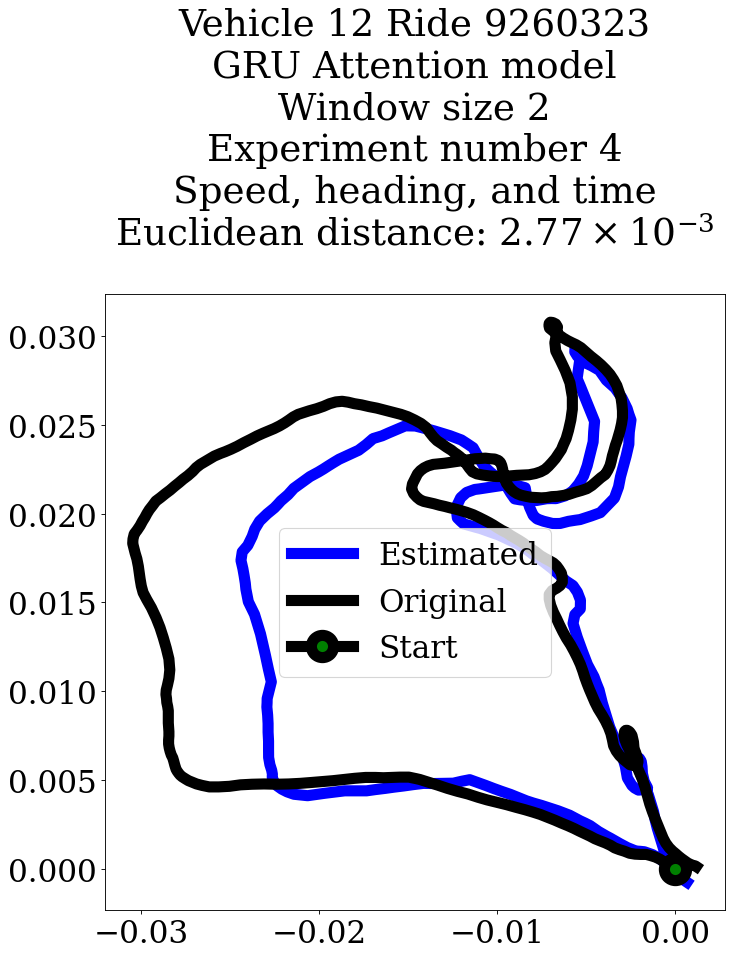 Vehicle 12 Ride 9260323
GRU Attention model
Window size 2
Experiment number 4
Speed, heading, and time
Euclidean distance: 2.77 × 10⁻³
0.030
0.025
0.020
0.015
0.010
0.005
0.000
Estimated
Original
Start
−0.03 −0.02 −0.01 0.00